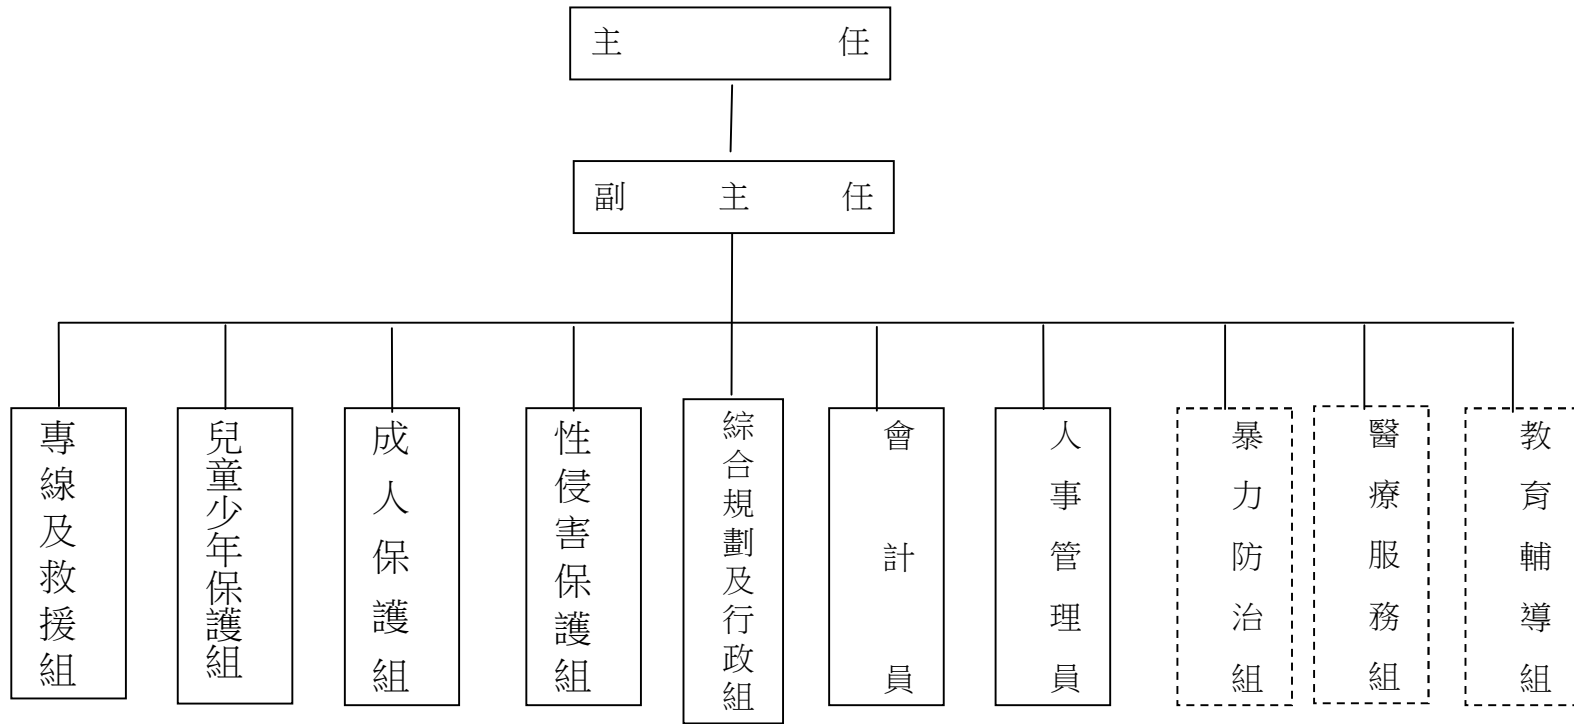 主任
副主任
專線及救援組
兒童少年保護組
成人保護組
性侵害保護組
綜合規劃及行政組
會計員
人事管理員
暴力防治組
醫療服務組
教育輔導組